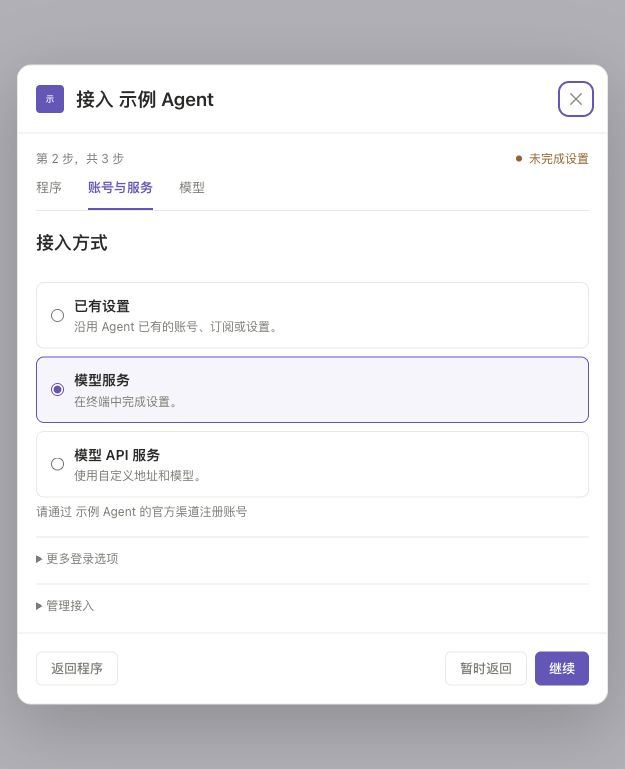 示
接入 示例 Agent
第 2 步，共 3 步
未完成设置
程序
账号与服务
模型
接入方式
已有设置
沿用 Agent 已有的账号、订阅或设置。
模型服务
在终端中完成设置。
模型 API 服务
使用自定义地址和模型。
请通过 示例 Agent 的官方渠道注册账号
更多登录选项
管理接入
返回程序
暂时返回
继续